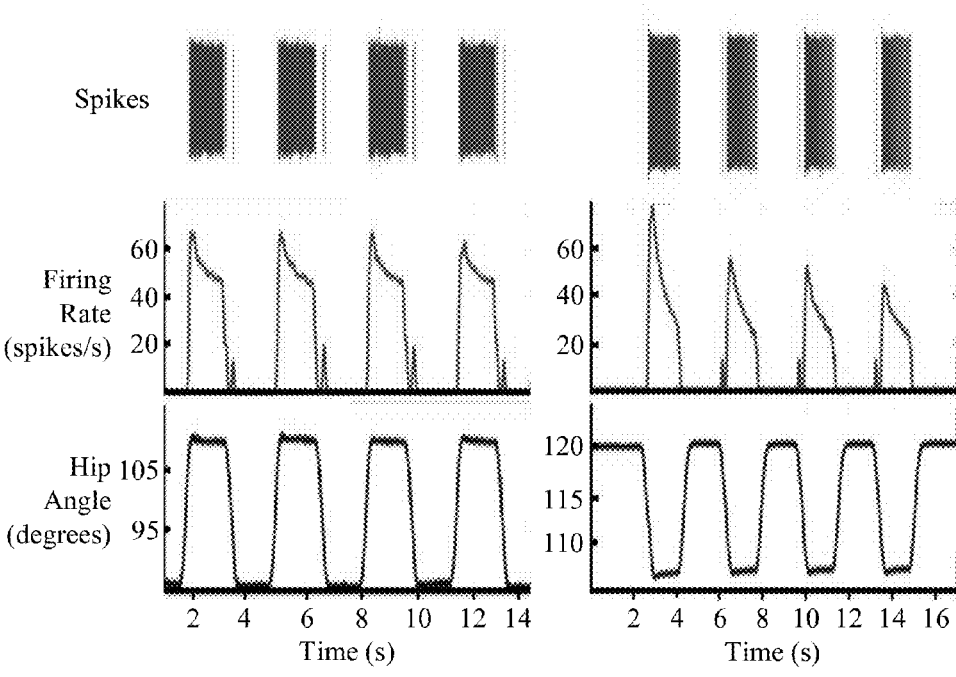 Spikes
Firing
Rate
(spikes/s)
60
40
20
60
40
20
Hip
Angle
(degrees)
105
95
120
115
110
2 4 6 8 10 12 14
2 4 6 8 10 12 14 16
Time (s)
Time (s)